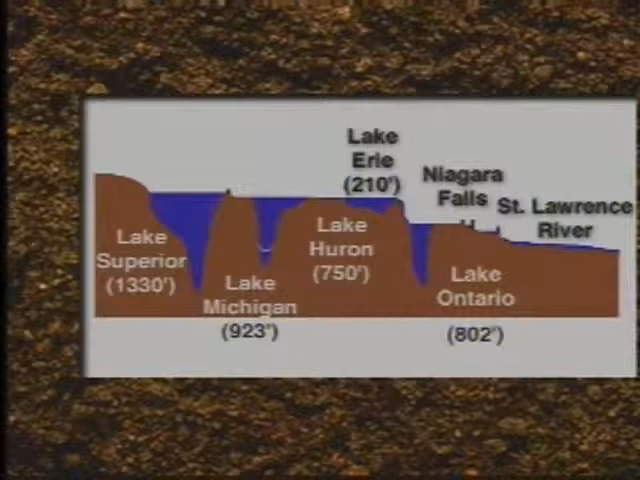 Lake
Erie
(210')
Niagara
Falls
St. Lawrence
River
Lake
Superior
(1330')
Lake
Michigan
(923')
Lake
Huron
(750')
Lake
Ontario
(802')